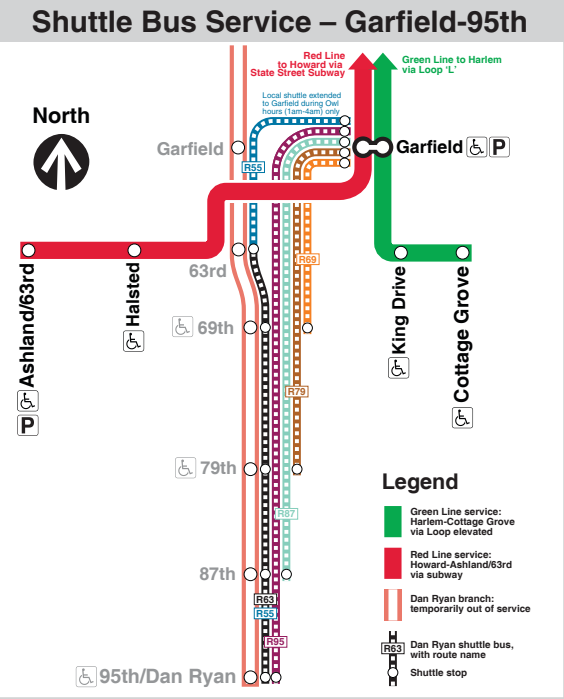 Shuttle Bus Service – Garfield-95th
Red Line
to Howard via
State Street Subway
Green Line to Harlem
via Loop ‘L’
Local shuttle extended
to Garfield during Owl
hours (1am-4am) only
North
Garfield
Garfield P
R55
63rd
R69
Ashland/63rd
P
Halsted
King Drive
Cottage Grove
69th
R79
79th
R87
87th
R63
R55
R95
95th/Dan Ryan
Legend
Green Line service:
Harlem-Cottage Grove
via Loop elevated
Red Line service:
Howard-Ashland/63rd
via subway
Dan Ryan branch:
temporarily out of service
R63
Dan Ryan shuttle bus,
with route name
Shuttle stop